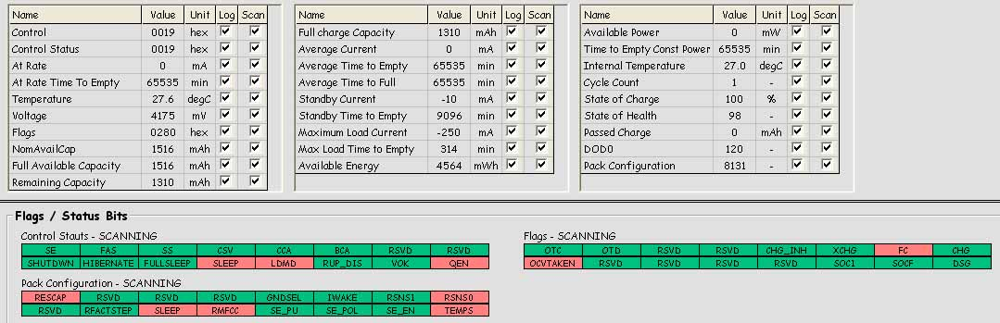 Name Value Unit Log Scan
Control 0019 hex
Control Status 0019 hex
At Rate 0 mA
At Rate Time To Empty 65535 min
Temperature 27.6 degC
Voltage 4175 mV
Flags 0280 hex
NomAvailCap 1516 mAh
Full Available Capacity 1516 mAh
Remaining Capacity 1310 mAh
Name Value Unit Log Scan
Full charge Capacity 1310 mAh
Average Current 0 mA
Average Time to Empty 65535 min
Average Time to Full 65535 min
Standby Current -10 mA
Standby Time to Empty 9096 min
Maximum Load Current -250 mA
Max Load Time to Empty 314 min
Available Energy 4564 mWh
Name Value Unit Log Scan
Available Power 0 mW
Time to Empty Const Power 65535 min
Internal Temperature 27.0 degC
Cycle Count 1 -
State of Charge 100 %
State of Health 98 -
Passed Charge 0 mAh
DOD0 120 -
Pack Configuration 8131 -
Flags / Status Bits
Control Stauts - SCANNING
SE FAS SS CSV CCA BCA RSVD RSVD
SHUTDWN HIBERNATE FULLSLEEP SLEEP LDMD RUP_DIS VOK QEN
Pack Configuration - SCANNING
RESCAP RSVD RSVD RSVD GNDSEL IWAKE RSNS1 RSNS0
RSVD RFACTSTEP SLEEP RMFCC SE_PU SE_POL SE_EN TEMPS
Flags - SCANNING
OTC OTD RSVD RSVD CHG_INH XCHG FC CHG
OCVTAKEN RSVD RSVD RSVD RSVD SOC1 SOCF DSG